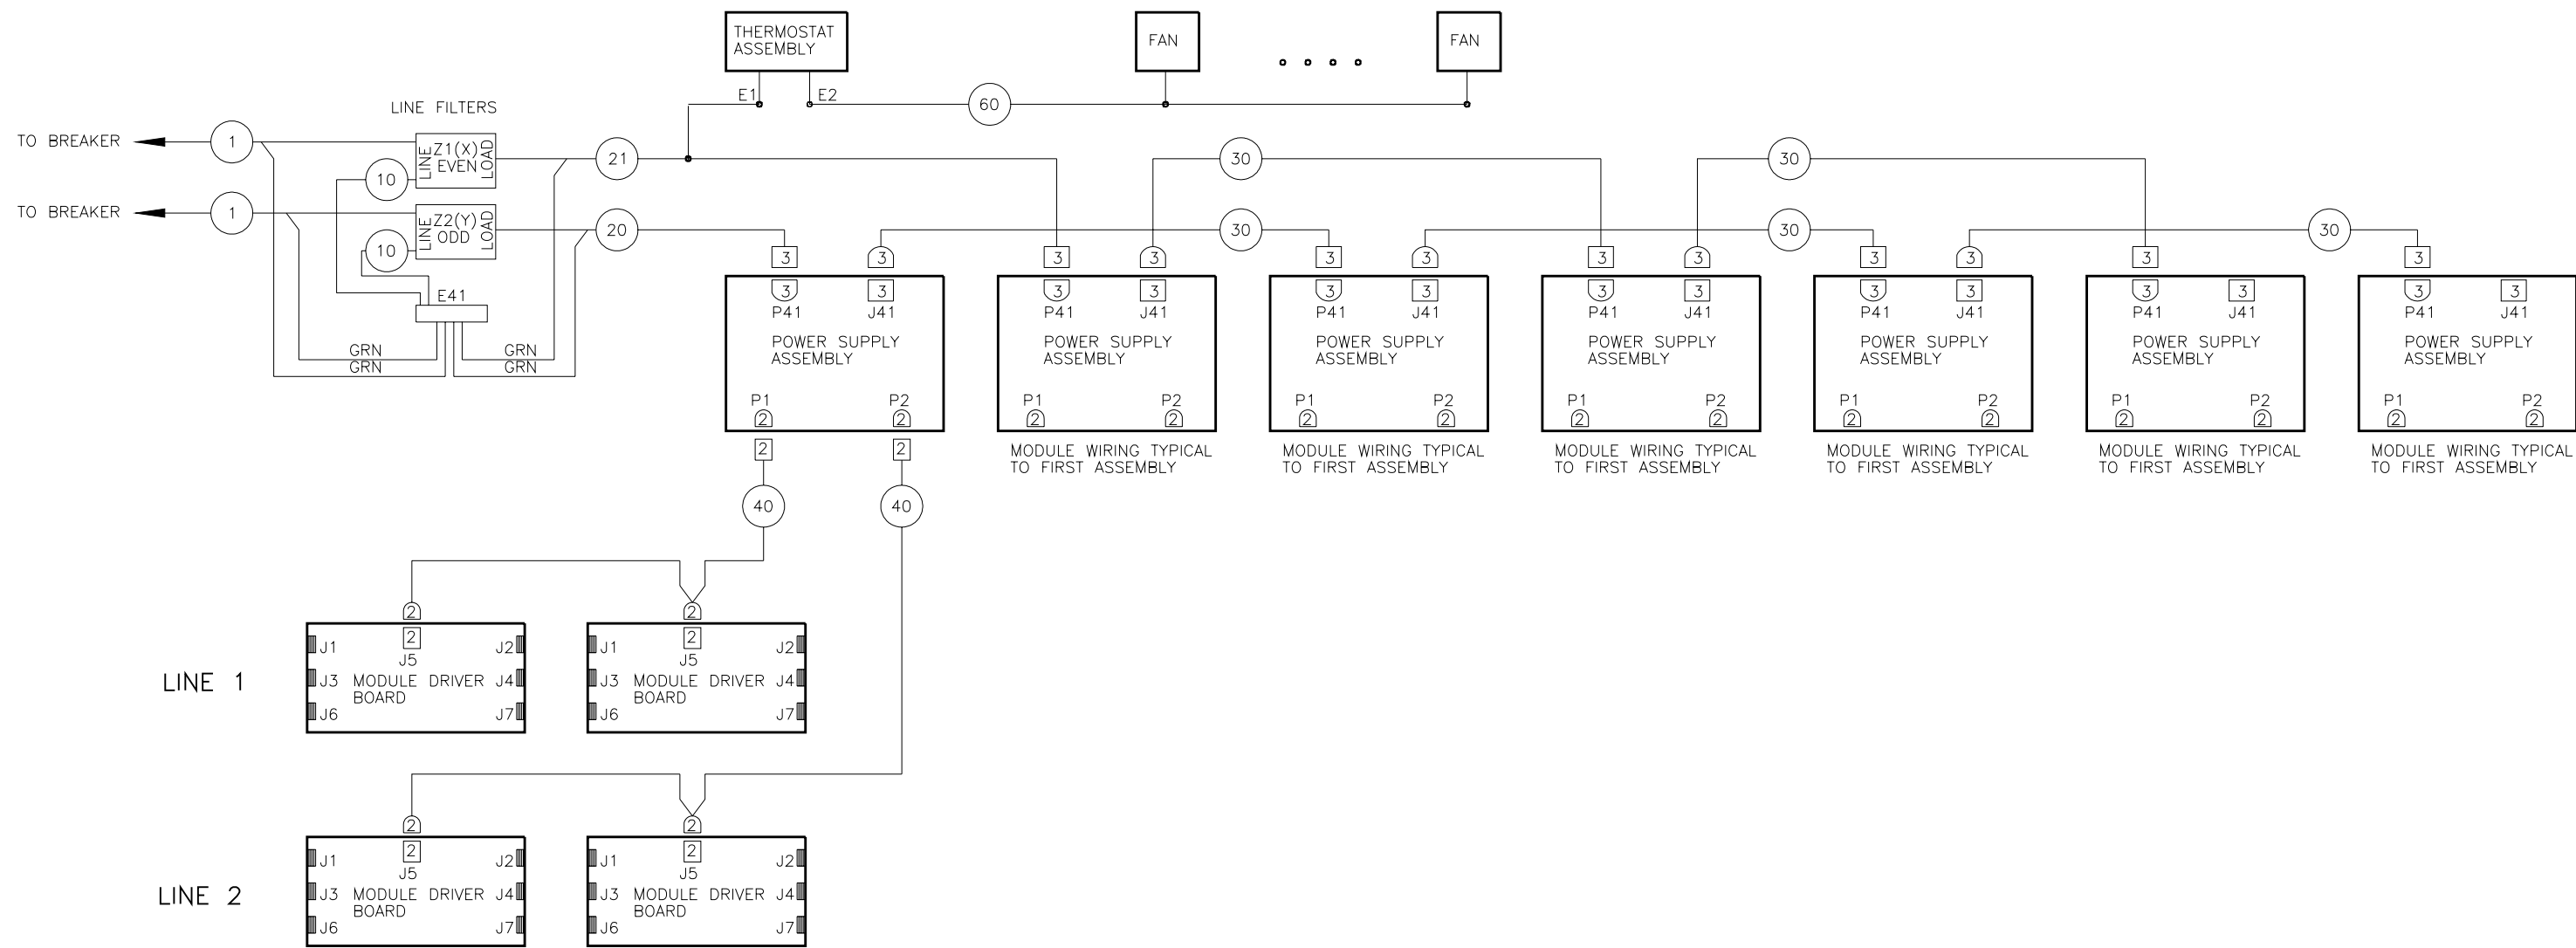 THERMOSTAT
ASSEMBLY
FAN
FAN
E1
E2
60
LINE FILTERS
TO BREAKER
1
LINE
Z1(X)
EVEN
LOAD
10
21
30
30
TO BREAKER
1
LINE
Z2(Y)
ODD
LOAD
10
20
30
30
30
E41
GRN
GRN
GRN
GRN
3
3
3
3
3
3
3
3
3
3
3
3
3 3
P41 J41
POWER SUPPLY
ASSEMBLY
P1 P2
2 2
3 3
P41 J41
POWER SUPPLY
ASSEMBLY
P1 P2
2 2
MODULE WIRING TYPICAL
TO FIRST ASSEMBLY
3 3
P41 J41
POWER SUPPLY
ASSEMBLY
P1 P2
2 2
MODULE WIRING TYPICAL
TO FIRST ASSEMBLY
3 3
P41 J41
POWER SUPPLY
ASSEMBLY
P1 P2
2 2
MODULE WIRING TYPICAL
TO FIRST ASSEMBLY
3 3
P41 J41
POWER SUPPLY
ASSEMBLY
P1 P2
2 2
MODULE WIRING TYPICAL
TO FIRST ASSEMBLY
3 3
P41 J41
POWER SUPPLY
ASSEMBLY
P1 P2
2 2
MODULE WIRING TYPICAL
TO FIRST ASSEMBLY
3 3
P41 J41
POWER SUPPLY
ASSEMBLY
P1 P2
2 2
MODULE WIRING TYPICAL
TO FIRST ASSEMBLY
2 2
40 40
LINE 1
2
2
J1 J2
J5
J3 MODULE DRIVER J4
BOARD
J6 J7
2
2
J1 J2
J5
J3 MODULE DRIVER J4
BOARD
J6 J7
LINE 2
2
2
J1 J2
J5
J3 MODULE DRIVER J4
BOARD
J6 J7
2
2
J1 J2
J5
J3 MODULE DRIVER J4
BOARD
J6 J7